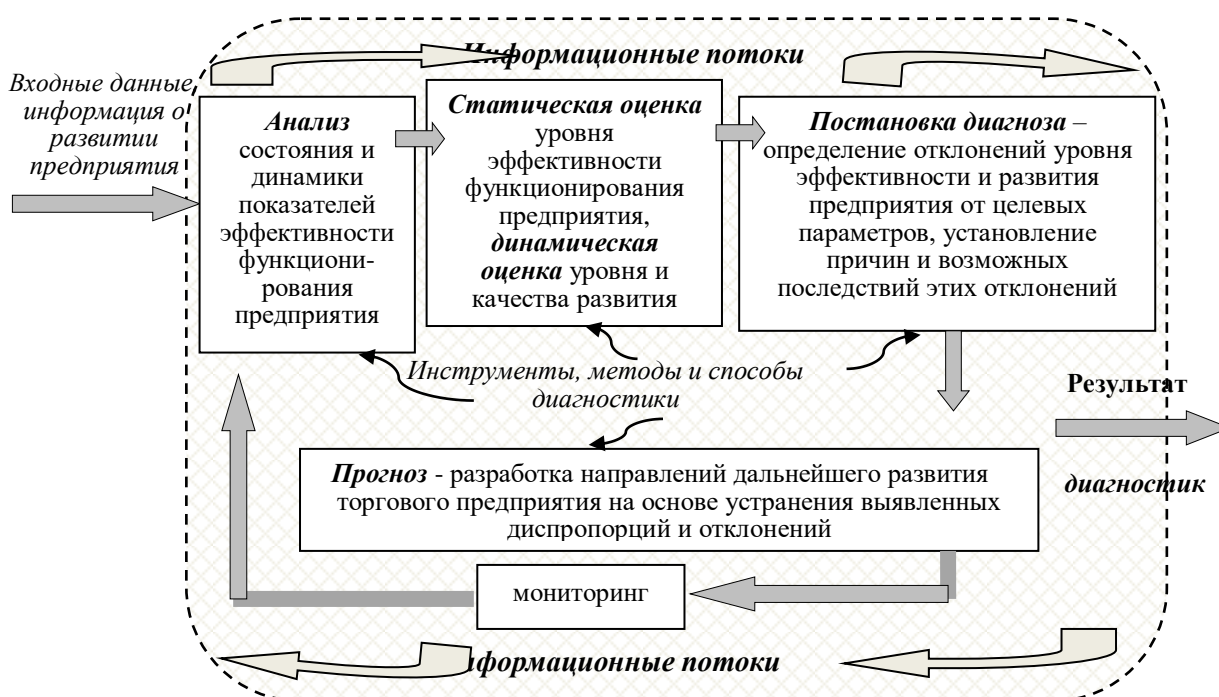 Информационные потоки
Входные данные,
информация о
развитии
предприятия
Анализ
состояния и
динамики
показателей
эффективности
функциони-
рования
предприятия
Статическая оценка
уровня
эффективности
функционирования
предприятия,
динамическая
оценка уровня и
качества развития
Постановка диагноза –
определение отклонений уровня
эффективности и развития
предприятия от целевых
параметров, установление
причин и возможных
последствий этих отклонений
Инструменты, методы и способы
диагностики
Результат
диагностик
Прогноз - разработка направлений дальнейшего развития
торгового предприятия на основе устранения выявленных
диспропорций и отклонений
мониторинг
нформационные потоки